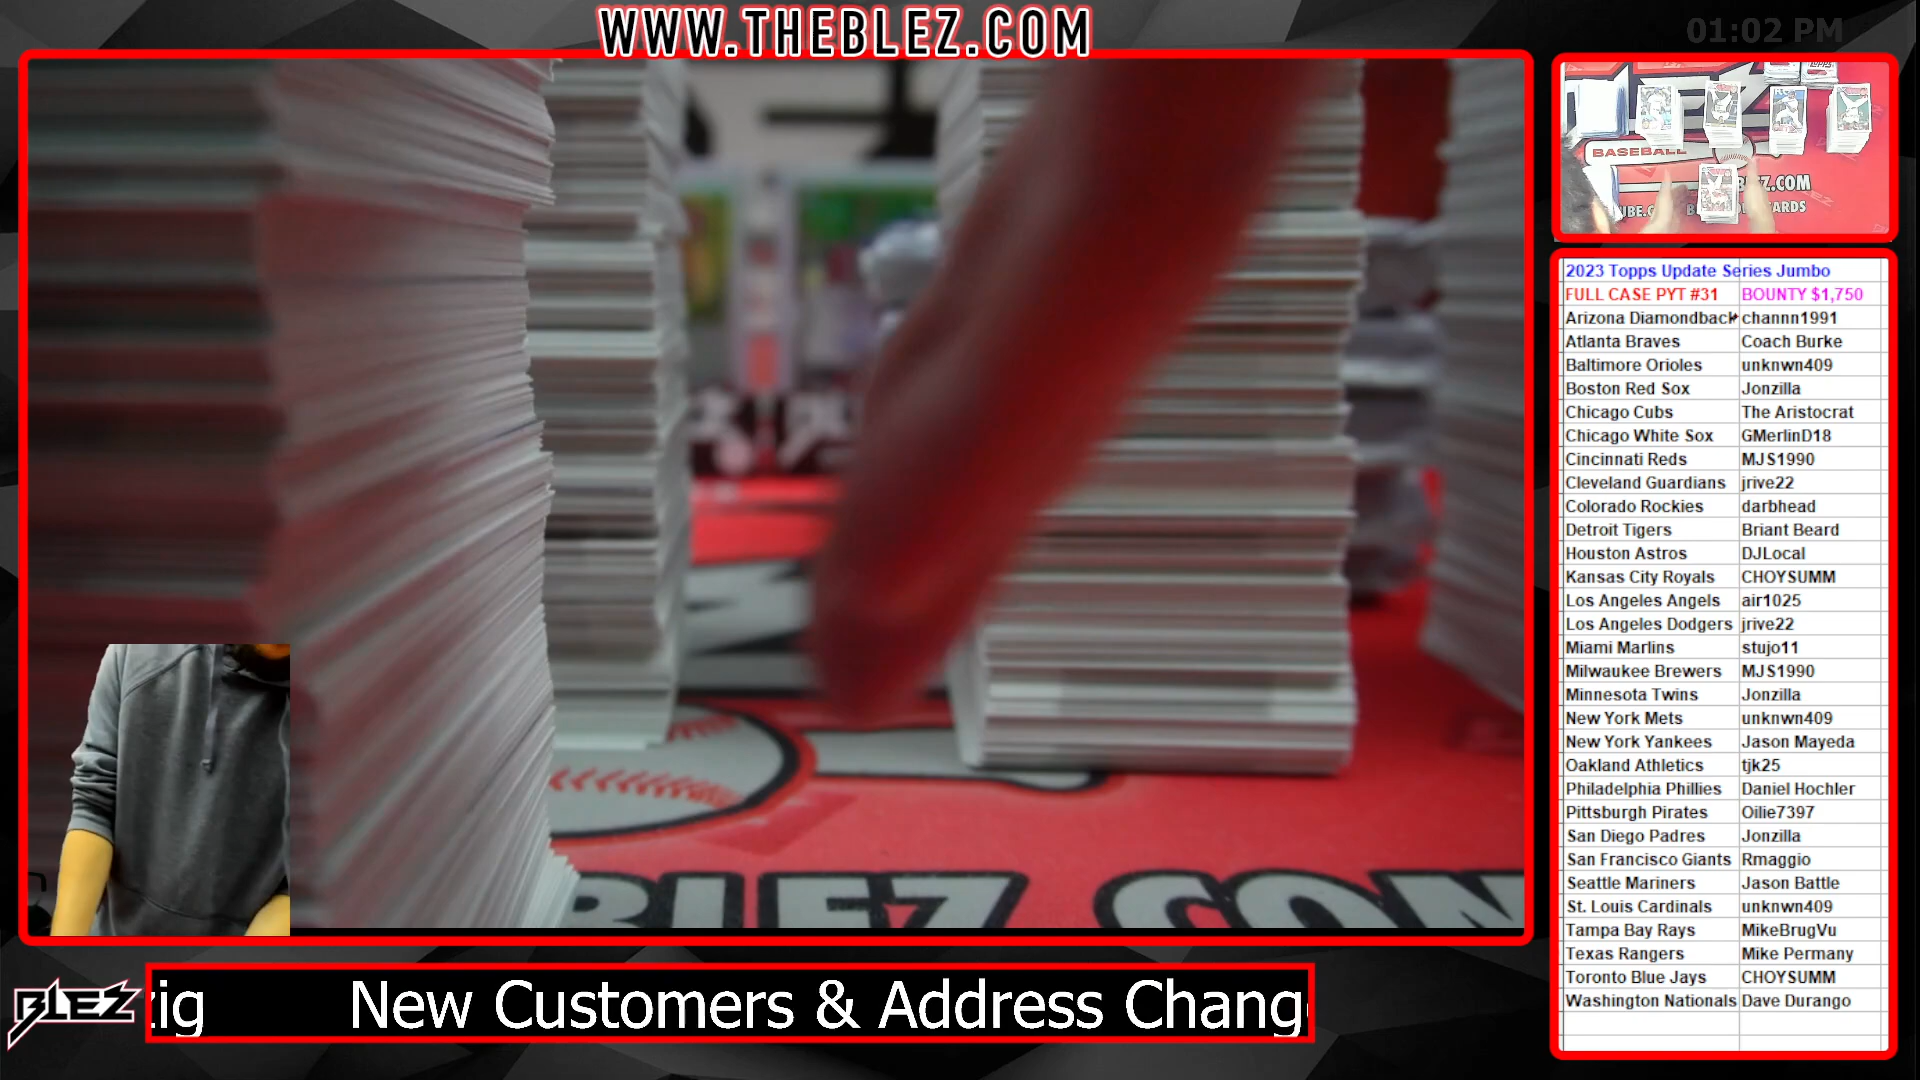 WWW.THEBLEZ.COM
01:02 PM
BASEBALL
EZ.COM
CARDS
2023 Topps Update Series Jumbo
FULL CASE PYT #31 BOUNTY $1,750
Arizona Diamondback channn1991
Atlanta Braves Coach Burke
Baltimore Orioles unknwn409
Boston Red Sox Jonzilla
Chicago Cubs The Aristocrat
Chicago White Sox GMerlinD18
Cincinnati Reds MJS1990
Cleveland Guardians jrive22
Colorado Rockies darbhead
Detroit Tigers Briant Beard
Houston Astros DJLocal
Kansas City Royals CHOYSUMM
Los Angeles Angels air1025
Los Angeles Dodgers jrive22
Miami Marlins stujo11
Milwaukee Brewers MJS1990
Minnesota Twins Jonzilla
New York Mets unknwn409
New York Yankees Jason Mayeda
Oakland Athletics tjk25
Philadelphia Phillies Daniel Hochler
Pittsburgh Pirates Oilie7397
San Diego Padres Jonzilla
San Francisco Giants Rmaggio
Seattle Mariners Jason Battle
St. Louis Cardinals unknwn409
Tampa Bay Rays MikeBrugVu
Texas Rangers Mike Permany
Toronto Blue Jays CHOYSUMM
Washington Nationals Dave Durango
BLEZ.COM
BLEZ
zig New Customers & Address Chang